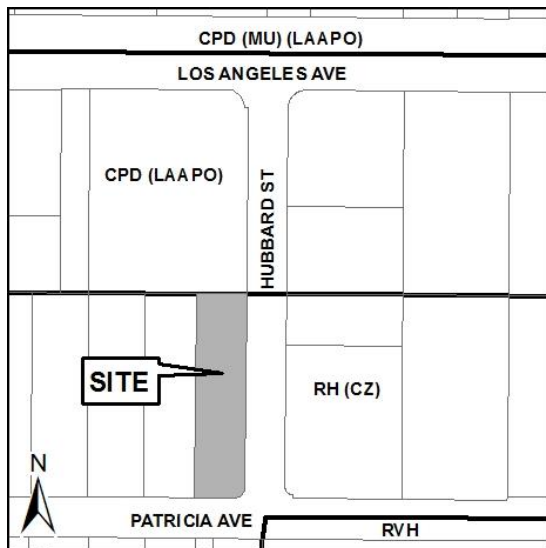 CPD (MU) (LAAPO)
LOS ANGELES AVE
CPD (LAAPO)
HUBBARD ST
SITE
RH (CZ)
N
PATRICIA AVE
RVH